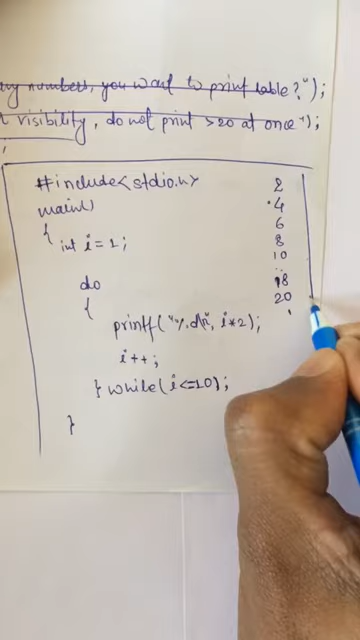 ny numbers, you want to print table?");
r visibility, do not print >20 at once");
#include<stdio.h>
main()
{
int i=1;
do
{
printf("%d\n", i*2);
i++;
} while(i<=10);
}
2
4
6
8
10
..
18
20